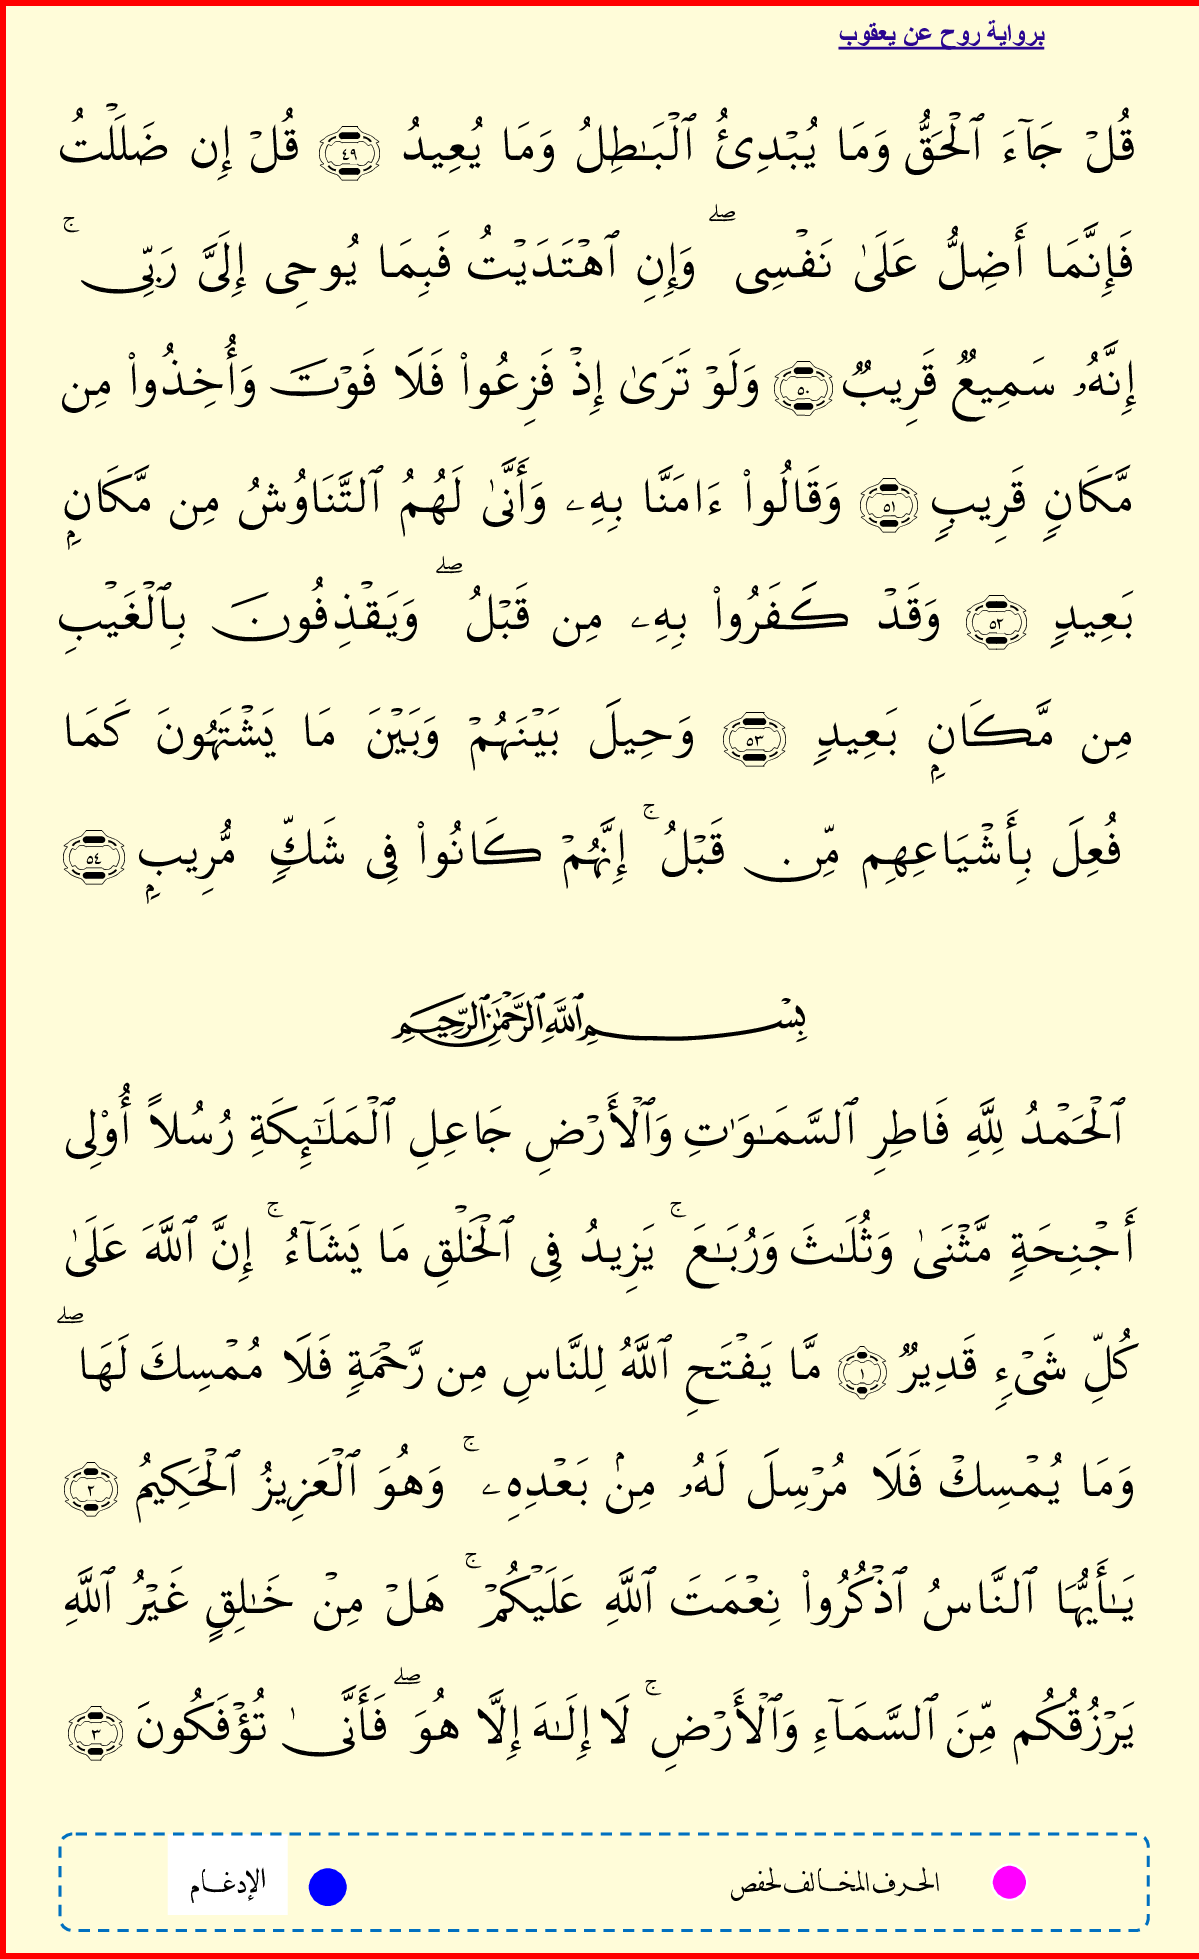 برواية روح عن يعقوب
قُلۡ جَآءَ ٱلۡحَقُّ وَمَا يُبۡدِئُ ٱلۡبَـٰطِلُ وَمَا يُعِيدُ ٤٩ قُلۡ إِن ضَلَلۡتُ
فَإِنَّمَا أَضِلُّ عَلَىٰ نَفۡسِى ۖ وَإِنِ ٱهۡتَدَيۡتُ فَبِمَا يُوحِى إِلَىَّ رَبِّى ۚ
إِنَّهُۥ سَمِيعٌ قَرِيبٌ ٥٠ وَلَوۡ تَرَىٰ إِذۡ فَزِعُوا۟ فَلَا فَوۡتَ وَأُخِذُوا۟ مِن
مَّكَانٍ قَرِيبٍ ٥١ وَقَالُوا۟ ءَامَنَّا بِهِۦ وَأَنَّىٰ لَهُمُ ٱلتَّنَاوُشُ مِن مَّكَانِۭ
بَعِيدٍ ٥٢ وَقَدۡ كَفَرُوا۟ بِهِۦ مِن قَبۡلُ ۖ وَيَقۡذِفُونَ بِٱلۡغَيۡبِ
مِن مَّكَانِۭ بَعِيدٍ ٥٣ وَحِيلَ بَيۡنَهُمۡ وَبَيۡنَ مَا يَشۡتَهُونَ كَمَا
فُعِلَ بِأَشۡيَاعِهِم مِّن قَبۡلُ ۚ إِنَّهُمۡ كَانُوا۟ فِى شَكٍّ مُّرِيبِۭ ٥٤
بِسۡمِ ٱللَّهِ ٱلرَّحۡمَـٰنِ ٱلرَّحِيمِ
ٱلۡحَمۡدُ لِلَّهِ فَاطِرِ ٱلسَّمَـٰوَٰتِ وَٱلۡأَرۡضِ جَاعِلِ ٱلۡمَلَـٰٓئِكَةِ رُسُلاً أُو۟لِى
أَجۡنِحَةٍ مَّثۡنَىٰ وَثُلَـٰثَ وَرُبَـٰعَ ۚ يَزِيدُ فِى ٱلۡخَلۡقِ مَا يَشَآءُ ۚ إِنَّ ٱللَّهَ عَلَىٰ
كُلِّ شَىۡءٍ قَدِيرٌ ١ مَّا يَفۡتَحِ ٱللَّهُ لِلنَّاسِ مِن رَّحۡمَةٍ فَلَا مُمۡسِكَ لَهَا ۖ
وَمَا يُمۡسِكۡ فَلَا مُرۡسِلَ لَهُۥ مِنۢ بَعۡدِهِۦ ۚ وَهُوَ ٱلۡعَزِيزُ ٱلۡحَكِيمُ ٢
يَـٰأَيُّهَا ٱلنَّاسُ ٱذۡكُرُوا۟ نِعۡمَتَ ٱللَّهِ عَلَيۡكُمۡ ۚ هَلۡ مِنۡ خَـٰلِقٍ غَيۡرُ ٱللَّهِ
يَرۡزُقُكُم مِّنَ ٱلسَّمَآءِ وَٱلۡأَرۡضِ ۚ لَا إِلَـٰهَ إِلَّا هُوَ ۖ فَأَنَّىٰ تُؤۡفَكُونَ ٣
الحرف المخالف لحفص الإدغام